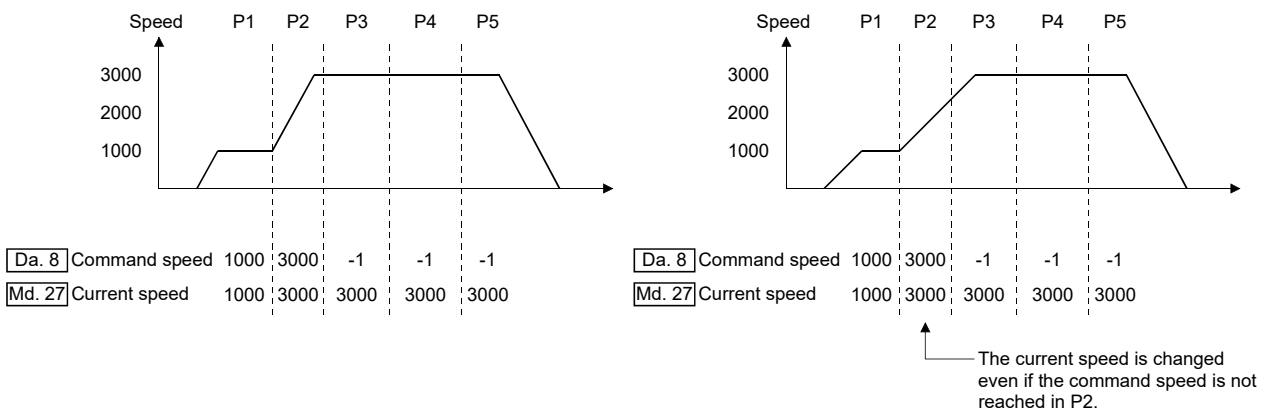 Speed P1 P2 P3 P4 P5
3000
2000
1000
Da. 8 Command speed 1000 3000 -1 -1 -1
Md. 27 Current speed 1000 3000 3000 3000 3000
Speed P1 P2 P3 P4 P5
3000
2000
1000
Da. 8 Command speed 1000 3000 -1 -1 -1
Md. 27 Current speed 1000 3000 3000 3000 3000
The current speed is changed
even if the command speed is not
reached in P2.